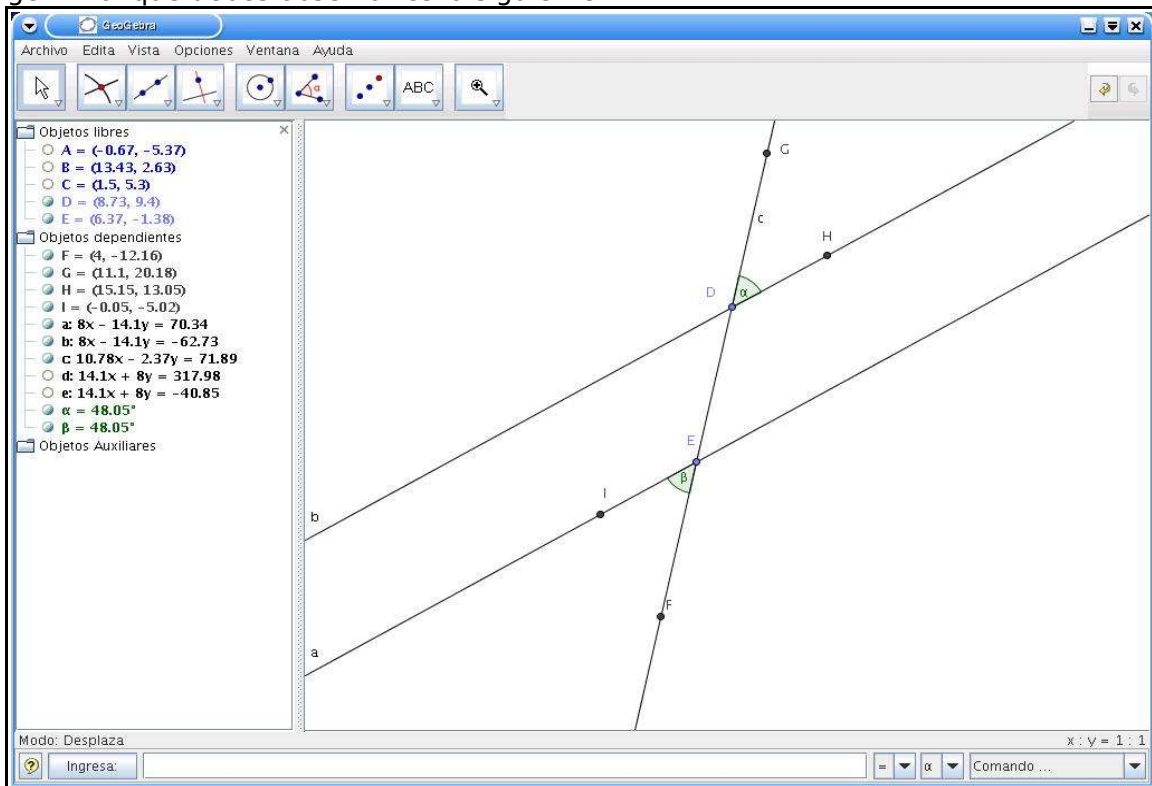 GeoGebra
Archivo Edita Vista Opciones Ventana Ayuda
ABC
Objetos libres
A = (-0.67, -5.37)
B = (13.43, 2.63)
C = (1.5, 5.3)
D = (8.73, 9.4)
E = (6.37, -1.38)
Objetos dependientes
F = (4, -12.16)
G = (11.1, 20.18)
H = (15.15, 13.05)
I = (-0.05, -5.02)
a: 8x - 14.1y = 70.34
b: 8x - 14.1y = -62.73
c: 10.78x - 2.37y = 71.89
d: 14.1x + 8y = 317.98
e: 14.1x + 8y = -40.85
α = 48.05°
β = 48.05°
Objetos Auxiliares
G
c
H
D
α
E
β
I
b
F
a
Modo: Desplaza
x : y = 1 : 1
Ingresa:
= α Comando ...